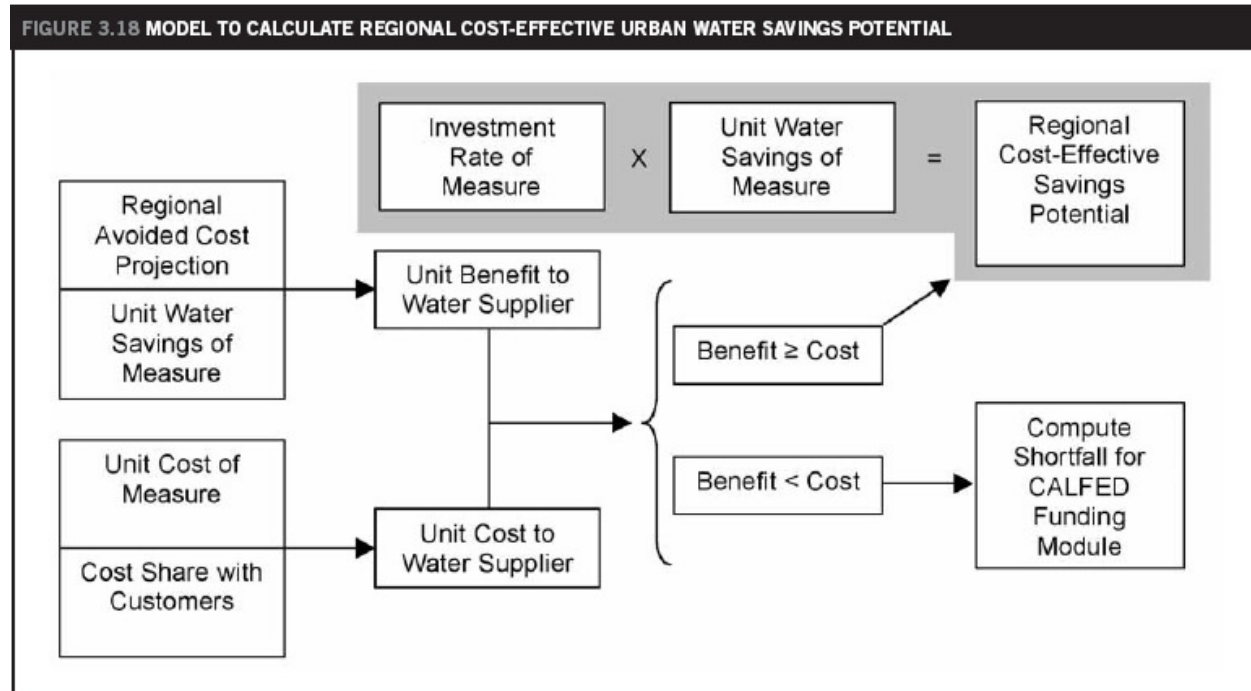 FIGURE 3.18 MODEL TO CALCULATE REGIONAL COST-EFFECTIVE URBAN WATER SAVINGS POTENTIAL
Investment
Rate of
Measure
X
Unit Water
Savings of
Measure
=
Regional
Cost-Effective
Savings
Potential
Regional
Avoided Cost
Projection
Unit Water
Savings of
Measure
Unit Benefit to
Water Supplier
Benefit ≥ Cost
Unit Cost of
Measure
Cost Share with
Customers
Unit Cost to
Water Supplier
Benefit < Cost
Compute
Shortfall for
CALFED
Funding
Module